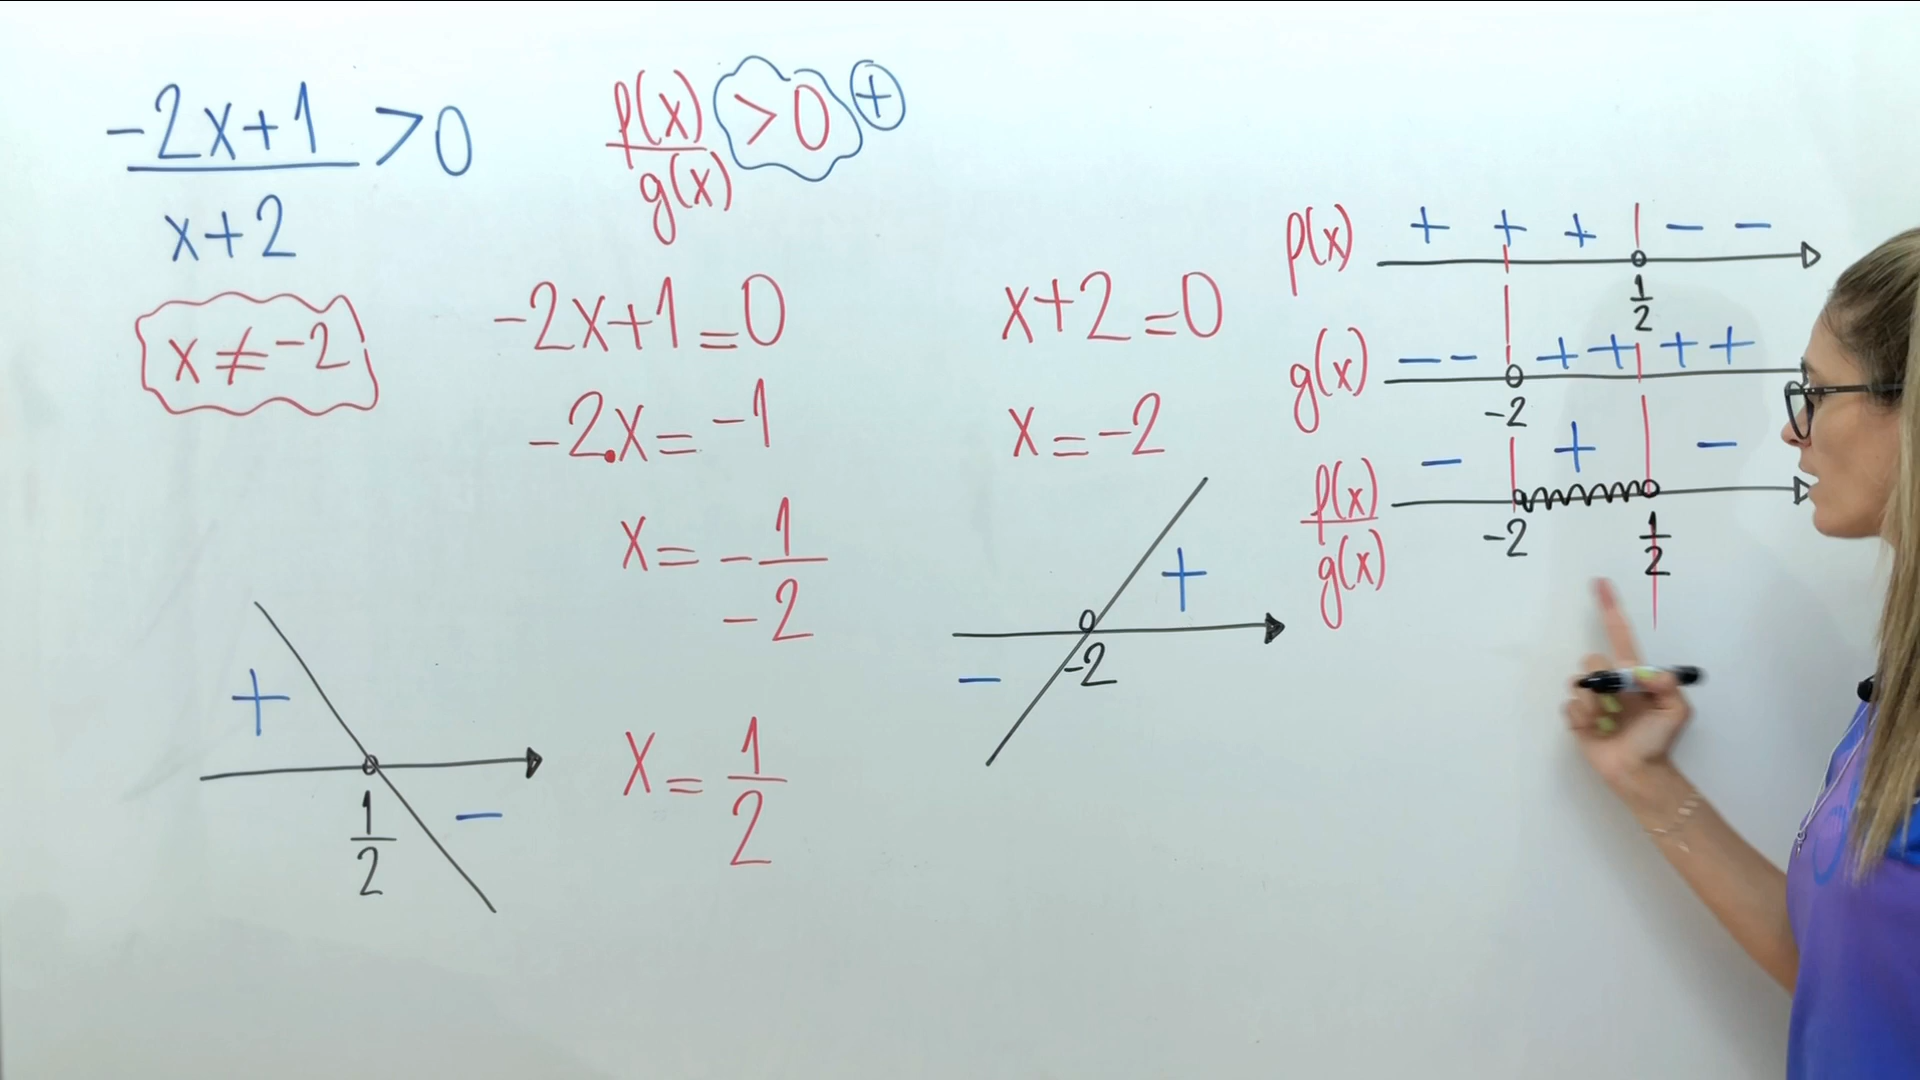 -2x+1 / x+2 > 0
f(x) / g(x) > 0 +
x ≠ -2
-2x+1=0
-2.x=-1
x= -1 / -2
x= 1/2
x+2=0
x=-2
+
1/2
-
+
-2
-
f(x) + + + - -
1/2
g(x) - - + + + +
-2
f(x) / g(x) - + -
-2 1/2